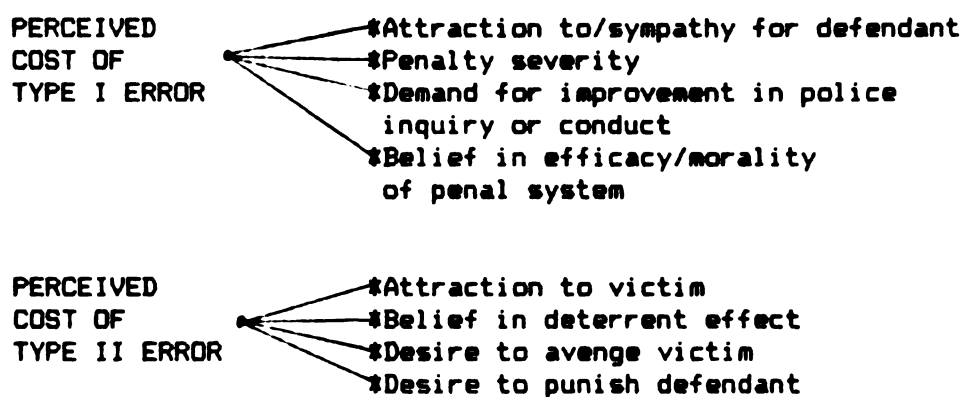 PERCEIVED
COST OF
TYPE I ERROR
*Attraction to/sympathy for defendant
*Penalty severity
*Demand for improvement in police
inquiry or conduct
*Belief in efficacy/morality
of penal system
PERCEIVED
COST OF
TYPE II ERROR
*Attraction to victim
*Belief in deterrent effect
*Desire to avenge victim
*Desire to punish defendant